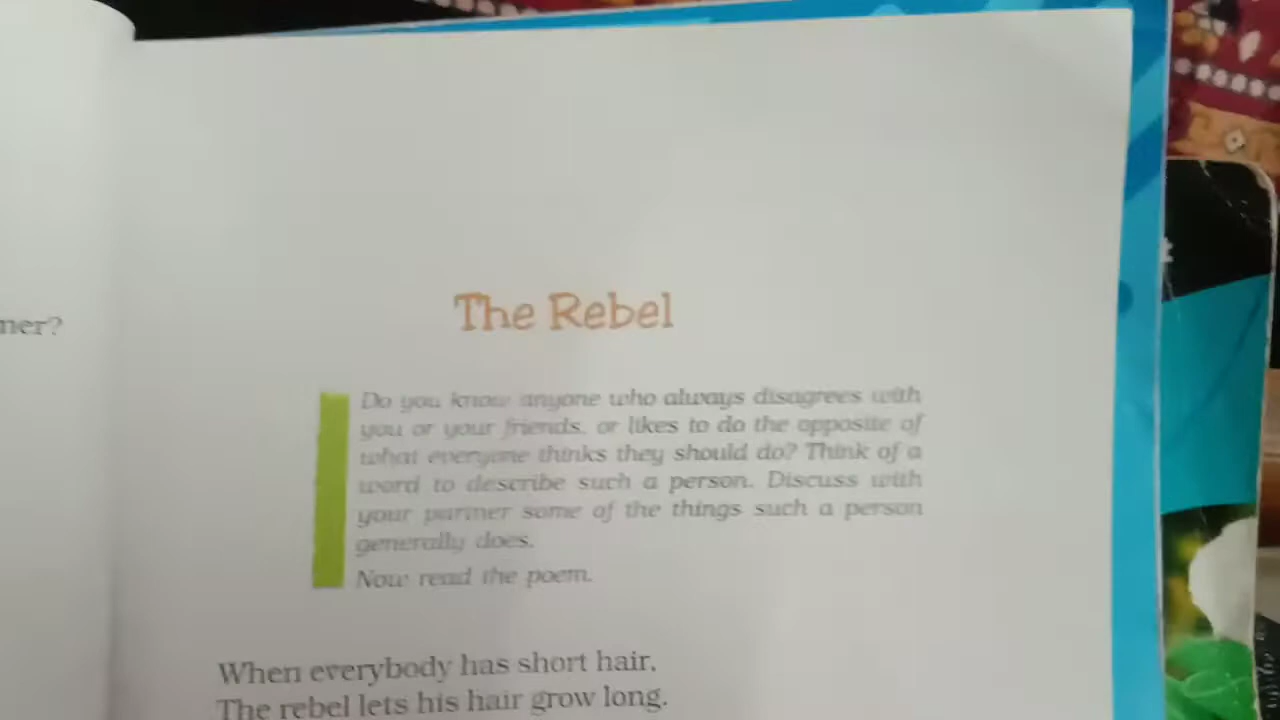 ner?
The Rebel
Do you know anyone who always disagrees with
you or your friends, or likes to do the opposite of
what everyone thinks they should do? Think of a
word to describe such a person. Discuss with
your partner some of the things such a person
generally does.
Now read the poem.
When everybody has short hair,
The rebel lets his hair grow long.